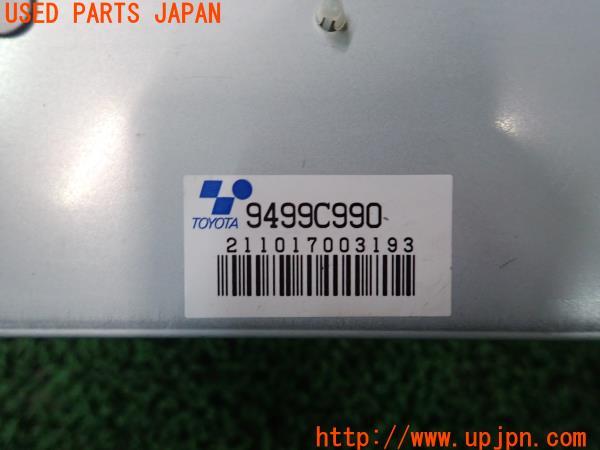 USED PARTS JAPAN
TOYOTA 9499C990
211017003193
http://www.upjpn.com/